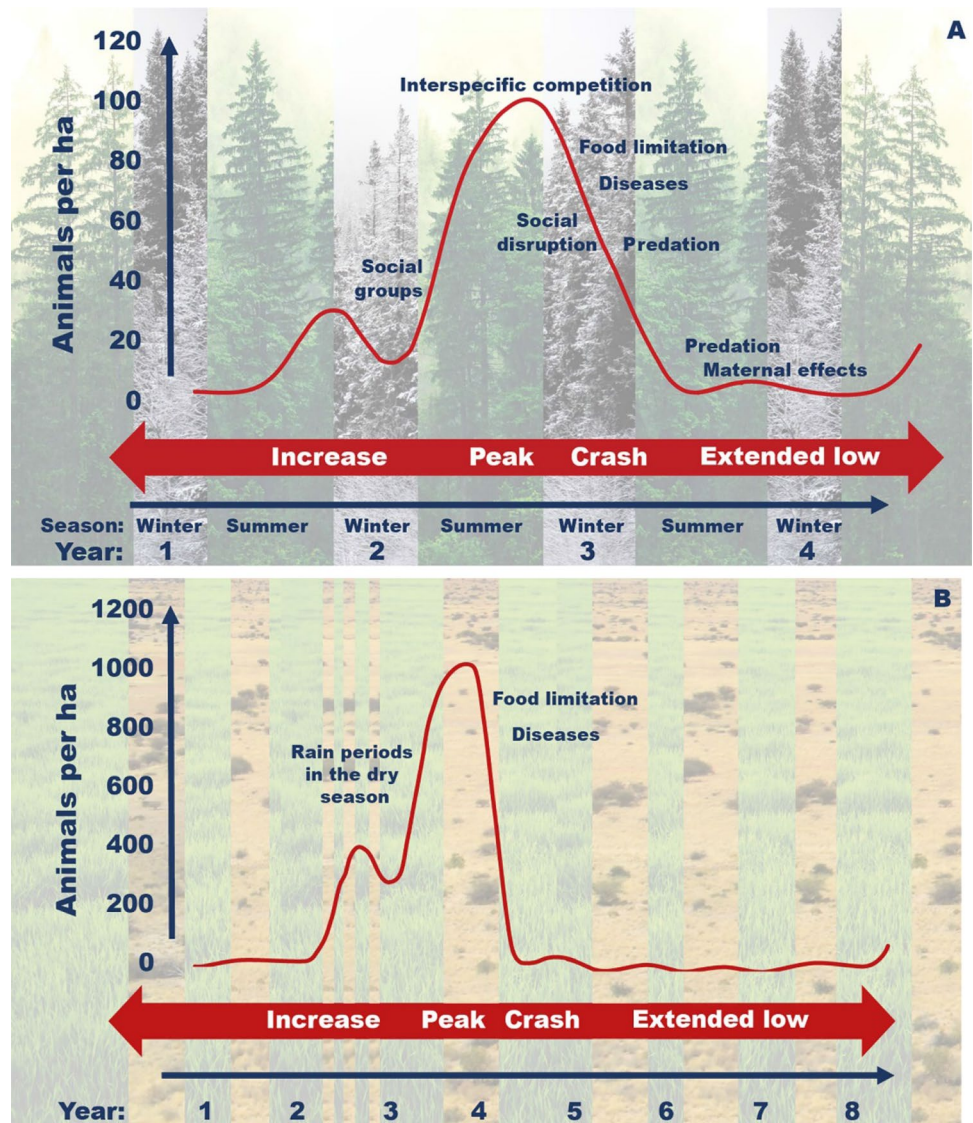 A
Animals per ha
120
100
80
60
40
20
0
Interspecific competition
Food limitation
Diseases
Social
disruption
Predation
Social
groups
Predation
Maternal effects
Increase Peak Crash Extended low
Season: Winter Summer Winter Summer Winter Summer Winter
Year: 1 2 3 4
B
Animals per ha
1200
1000
800
600
400
200
0
Food limitation
Diseases
Rain periods
in the dry
season
Increase Peak Crash Extended low
Year: 1 2 3 4 5 6 7 8